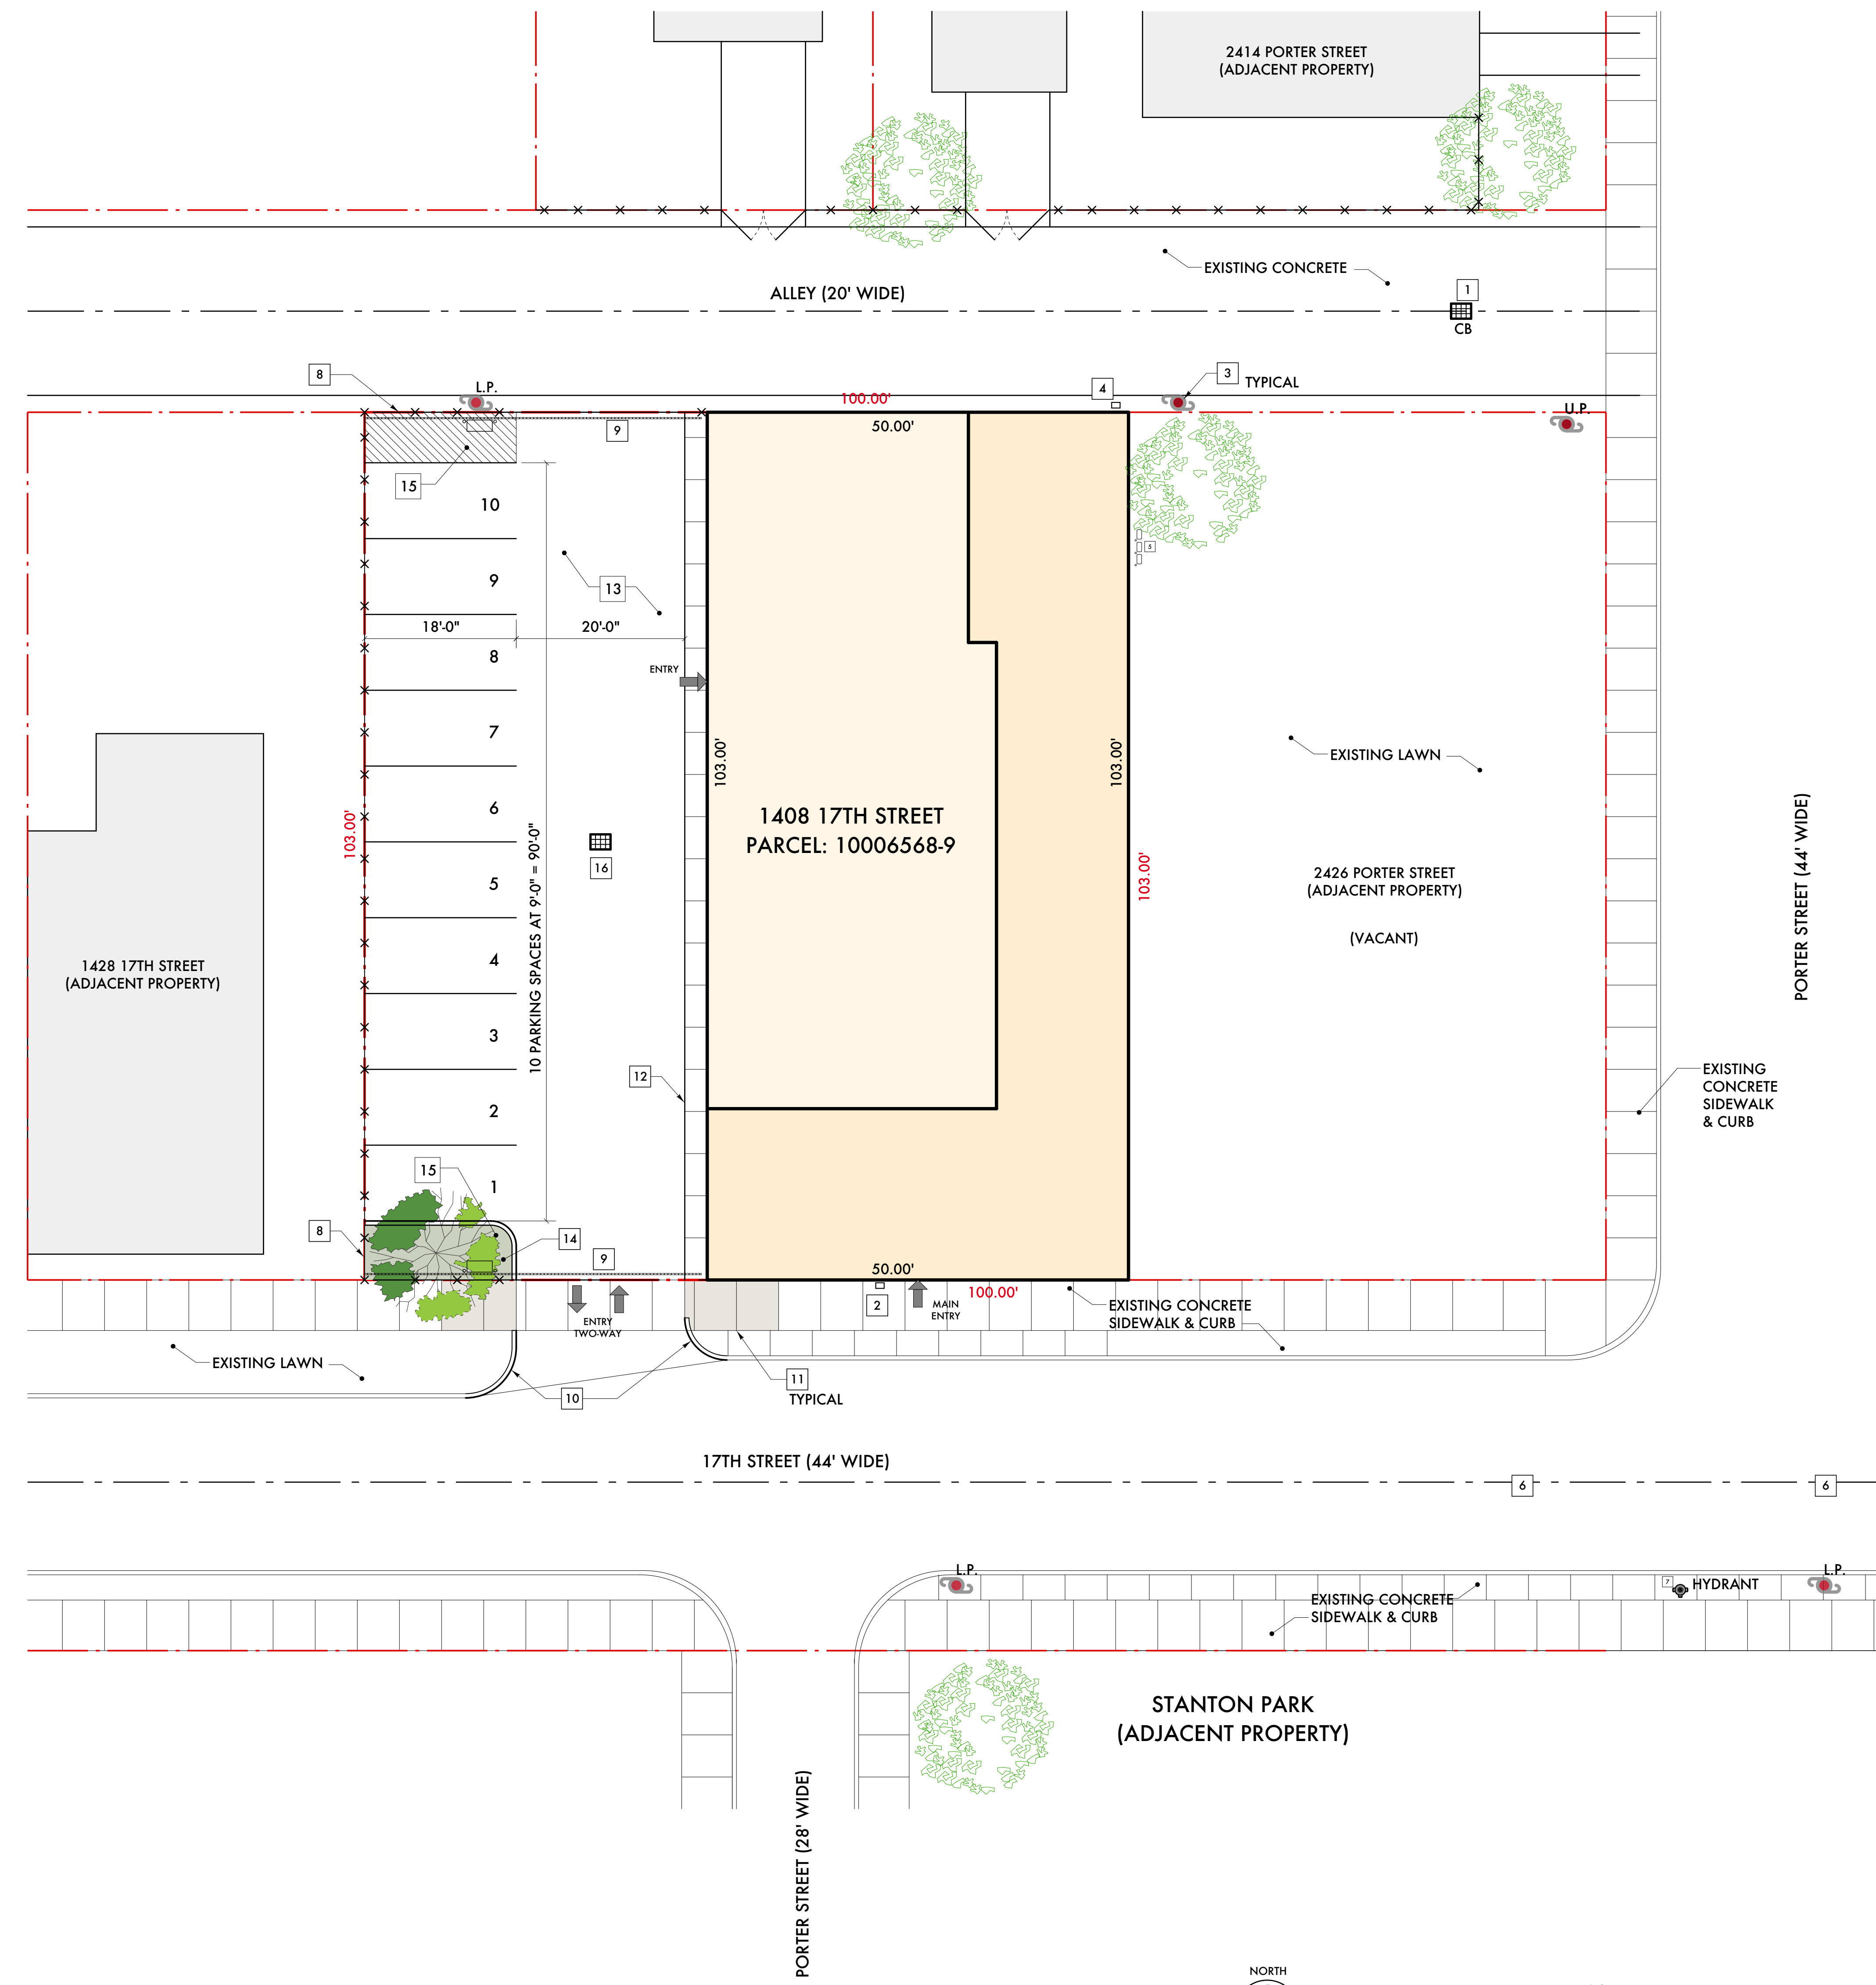 2414 PORTER STREET
(ADJACENT PROPERTY)
EXISTING CONCRETE
ALLEY (20' WIDE)
1
CB
8
L.P.
4
3
TYPICAL
100.00'
U.P.
50.00'
9
15
10
5
9
13
18'-0"
20'-0"
8
ENTRY
7
103.00'
103.00'
EXISTING LAWN
6
103.00'
10 PARKING SPACES AT 9'-0" = 90'-0"
16
1408 17TH STREET
PARCEL: 10006568-9
103.00'
2426 PORTER STREET
(ADJACENT PROPERTY)
(VACANT)
PORTER STREET (44' WIDE)
5
1428 17TH STREET
(ADJACENT PROPERTY)
4
3
12
EXISTING
CONCRETE
SIDEWALK
& CURB
2
15
1
8
14
9
50.00'
100.00'
2
MAIN
ENTRY
ENTRY
TWO-WAY
EXISTING CONCRETE
SIDEWALK & CURB
EXISTING LAWN
10
11
TYPICAL
17TH STREET (44' WIDE)
6
6
L.P.
L.P.
7
HYDRANT
EXISTING CONCRETE
SIDEWALK & CURB
STANTON PARK
(ADJACENT PROPERTY)
PORTER STREET (28' WIDE)
NORTH